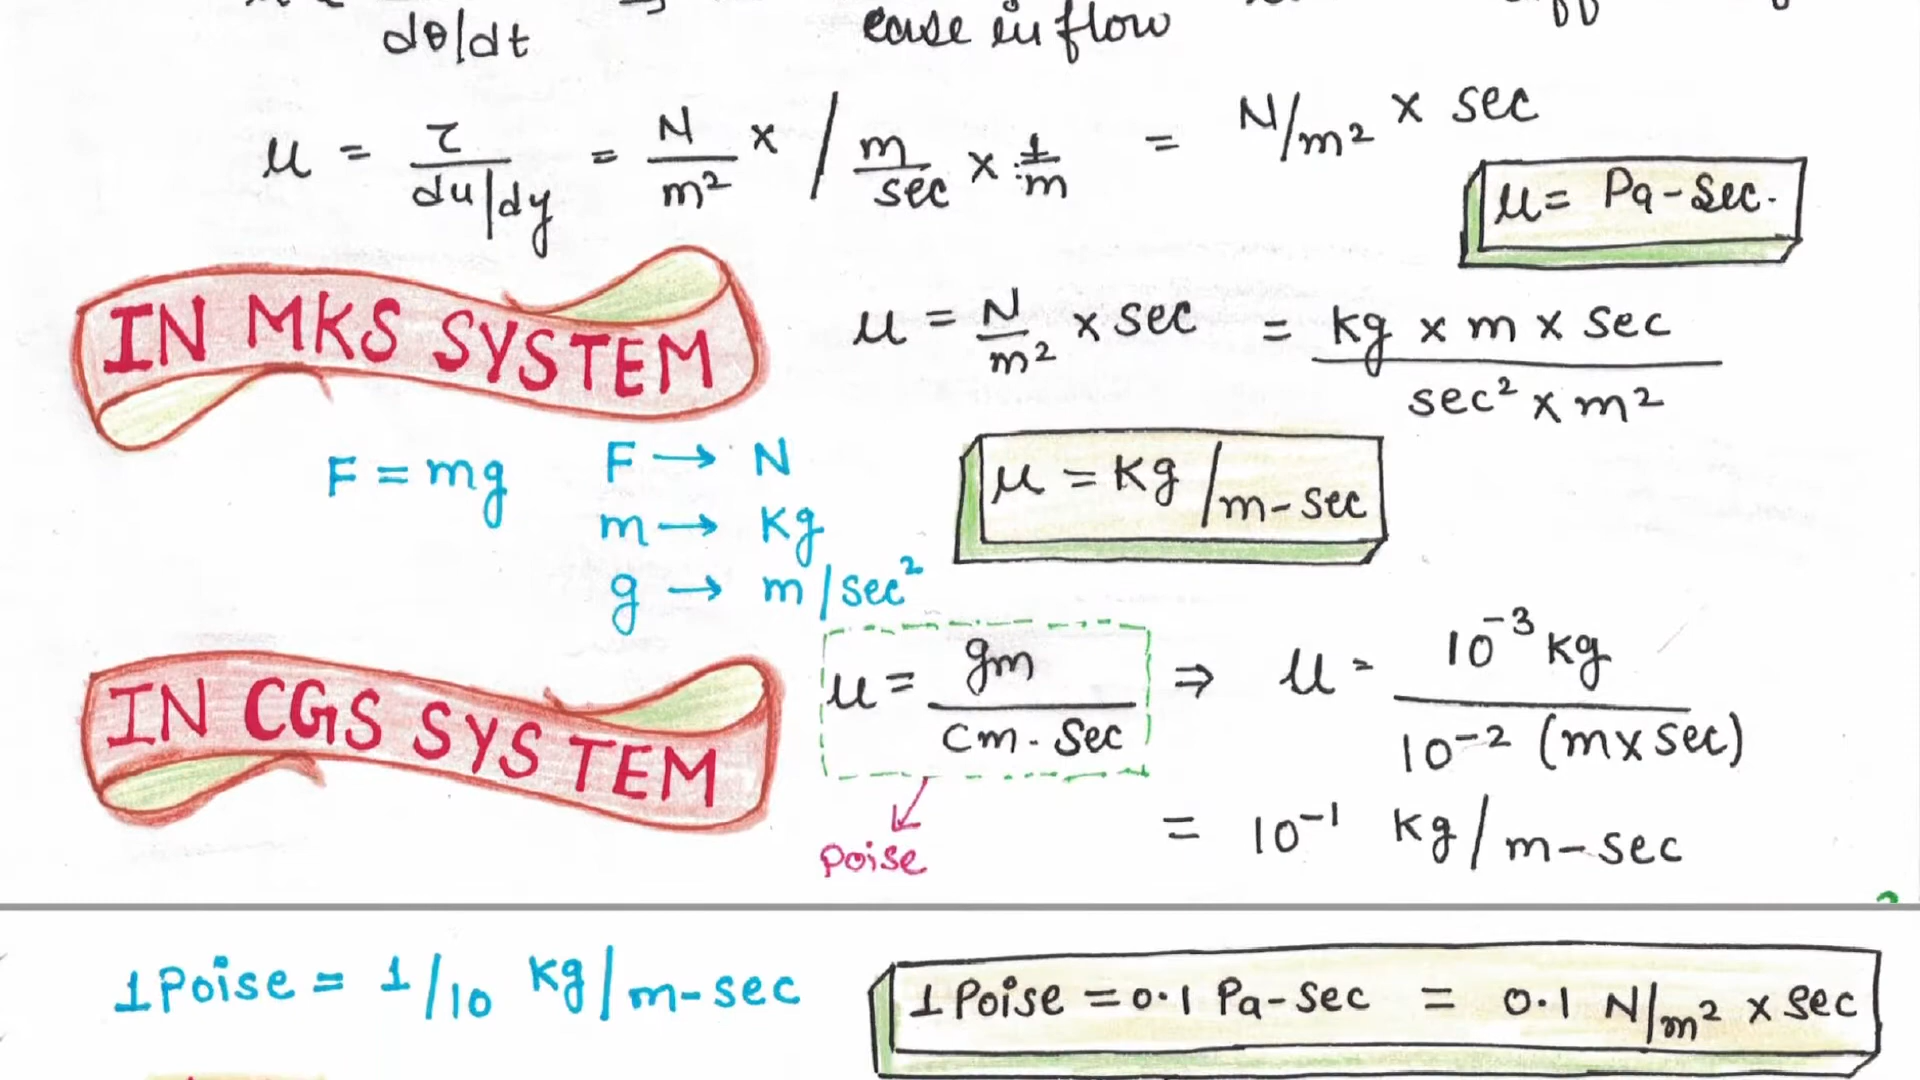 dθ/dt
ease in flow
μ = τ / du/dy = N/m² × / m/sec × 1/m = N/m² × sec
μ = Pa-Sec.
IN MKS SYSTEM
μ = N/m² × sec = kg × m × sec / sec² × m²
F = mg
F → N
m → Kg
g → m/sec²
μ = Kg/m-sec
IN CGS SYSTEM
μ = gm / cm. Sec ⇒ μ = 10⁻³ kg / 10⁻² (m×sec)
Poise
= 10⁻¹ Kg/m-sec
1 Poise = 1/10 Kg/m-sec
1 Poise = 0.1 Pa-Sec = 0.1 N/m² × Sec